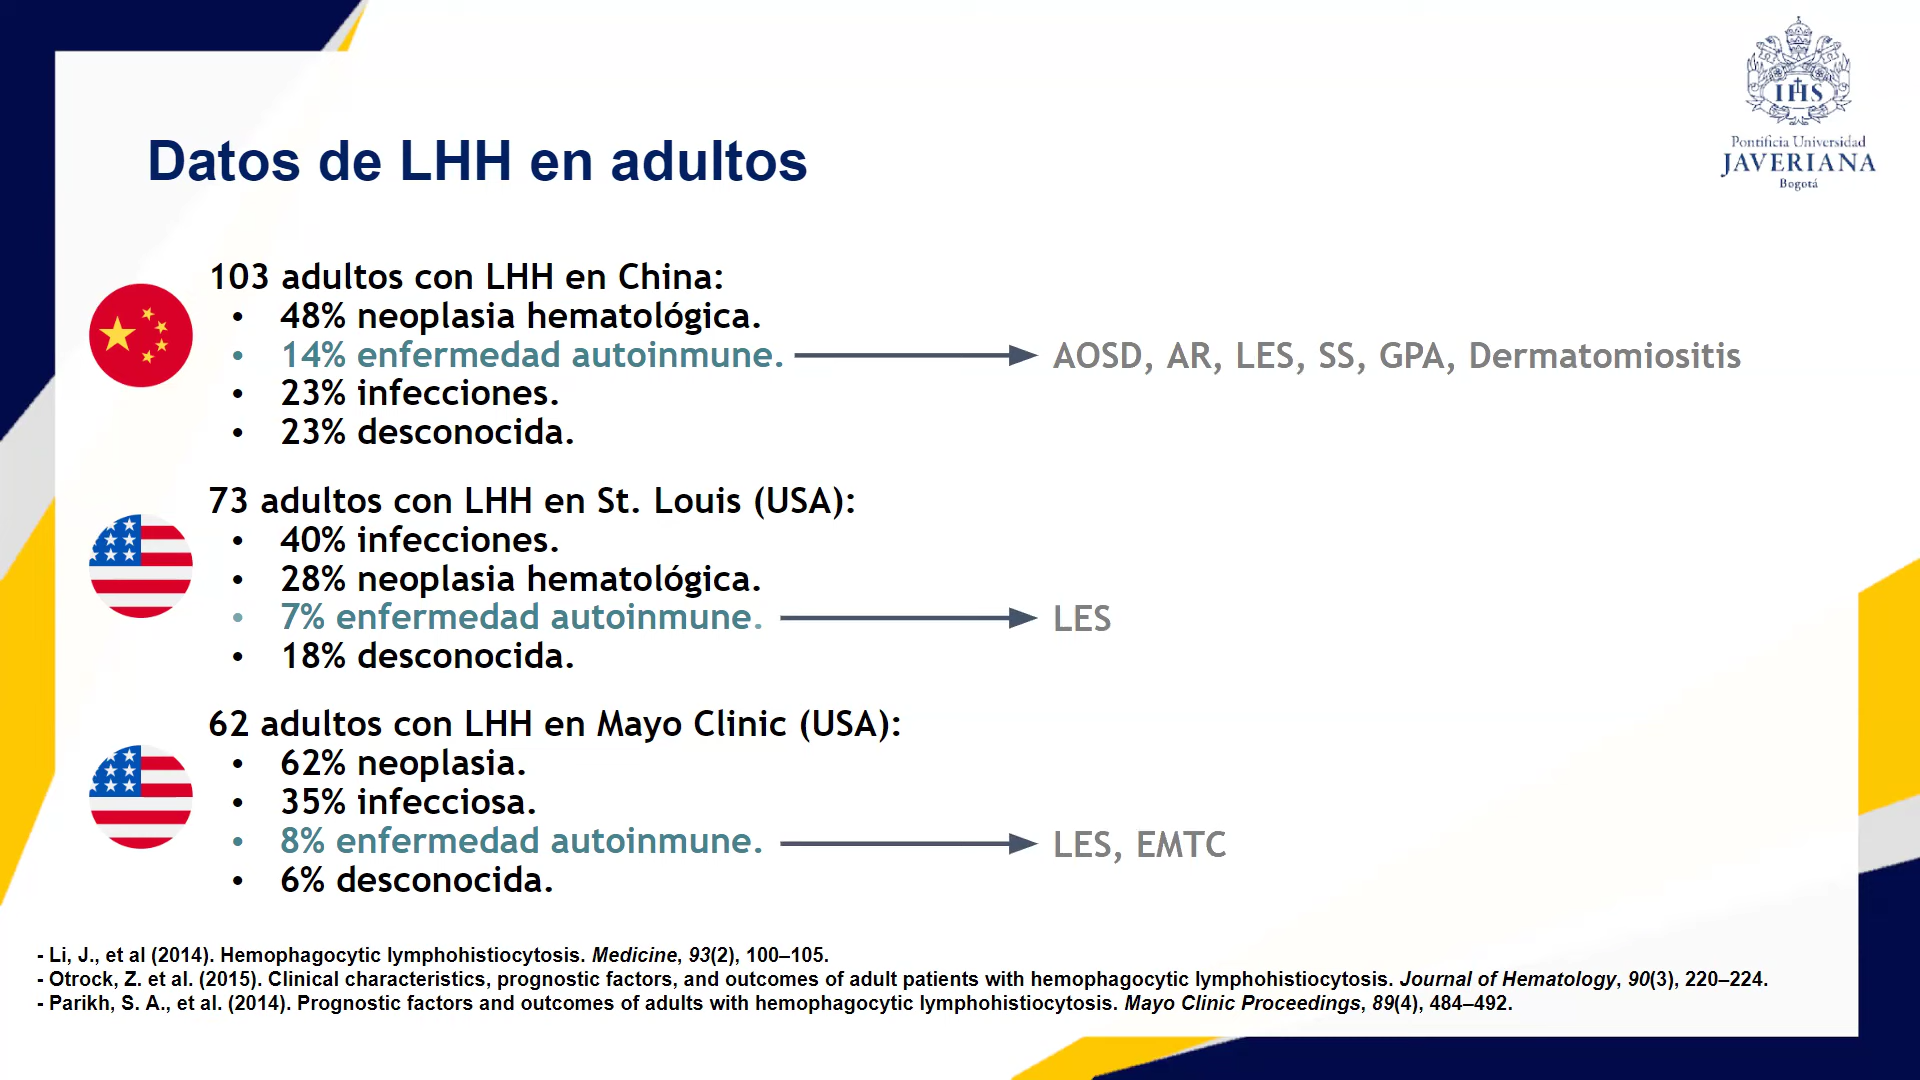 IHS
Pontificia Universidad
JAVERIANA
Bogotá
Datos de LHH en adultos
103 adultos con LHH en China:
• 48% neoplasia hematológica.
• 14% enfermedad autoinmune. AOSD, AR, LES, SS, GPA, Dermatomiositis
• 23% infecciones.
• 23% desconocida.
73 adultos con LHH en St. Louis (USA):
• 40% infecciones.
• 28% neoplasia hematológica.
• 7% enfermedad autoinmune. LES
• 18% desconocida.
62 adultos con LHH en Mayo Clinic (USA):
• 62% neoplasia.
• 35% infecciosa.
• 8% enfermedad autoinmune. LES, EMTC
• 6% desconocida.
- Li, J., et al (2014). Hemophagocytic lymphohistiocytosis. Medicine, 93(2), 100–105.
- Otrock, Z. et al. (2015). Clinical characteristics, prognostic factors, and outcomes of adult patients with hemophagocytic lymphohistiocytosis. Journal of Hematology, 90(3), 220–224.
- Parikh, S. A., et al. (2014). Prognostic factors and outcomes of adults with hemophagocytic lymphohistiocytosis. Mayo Clinic Proceedings, 89(4), 484–492.